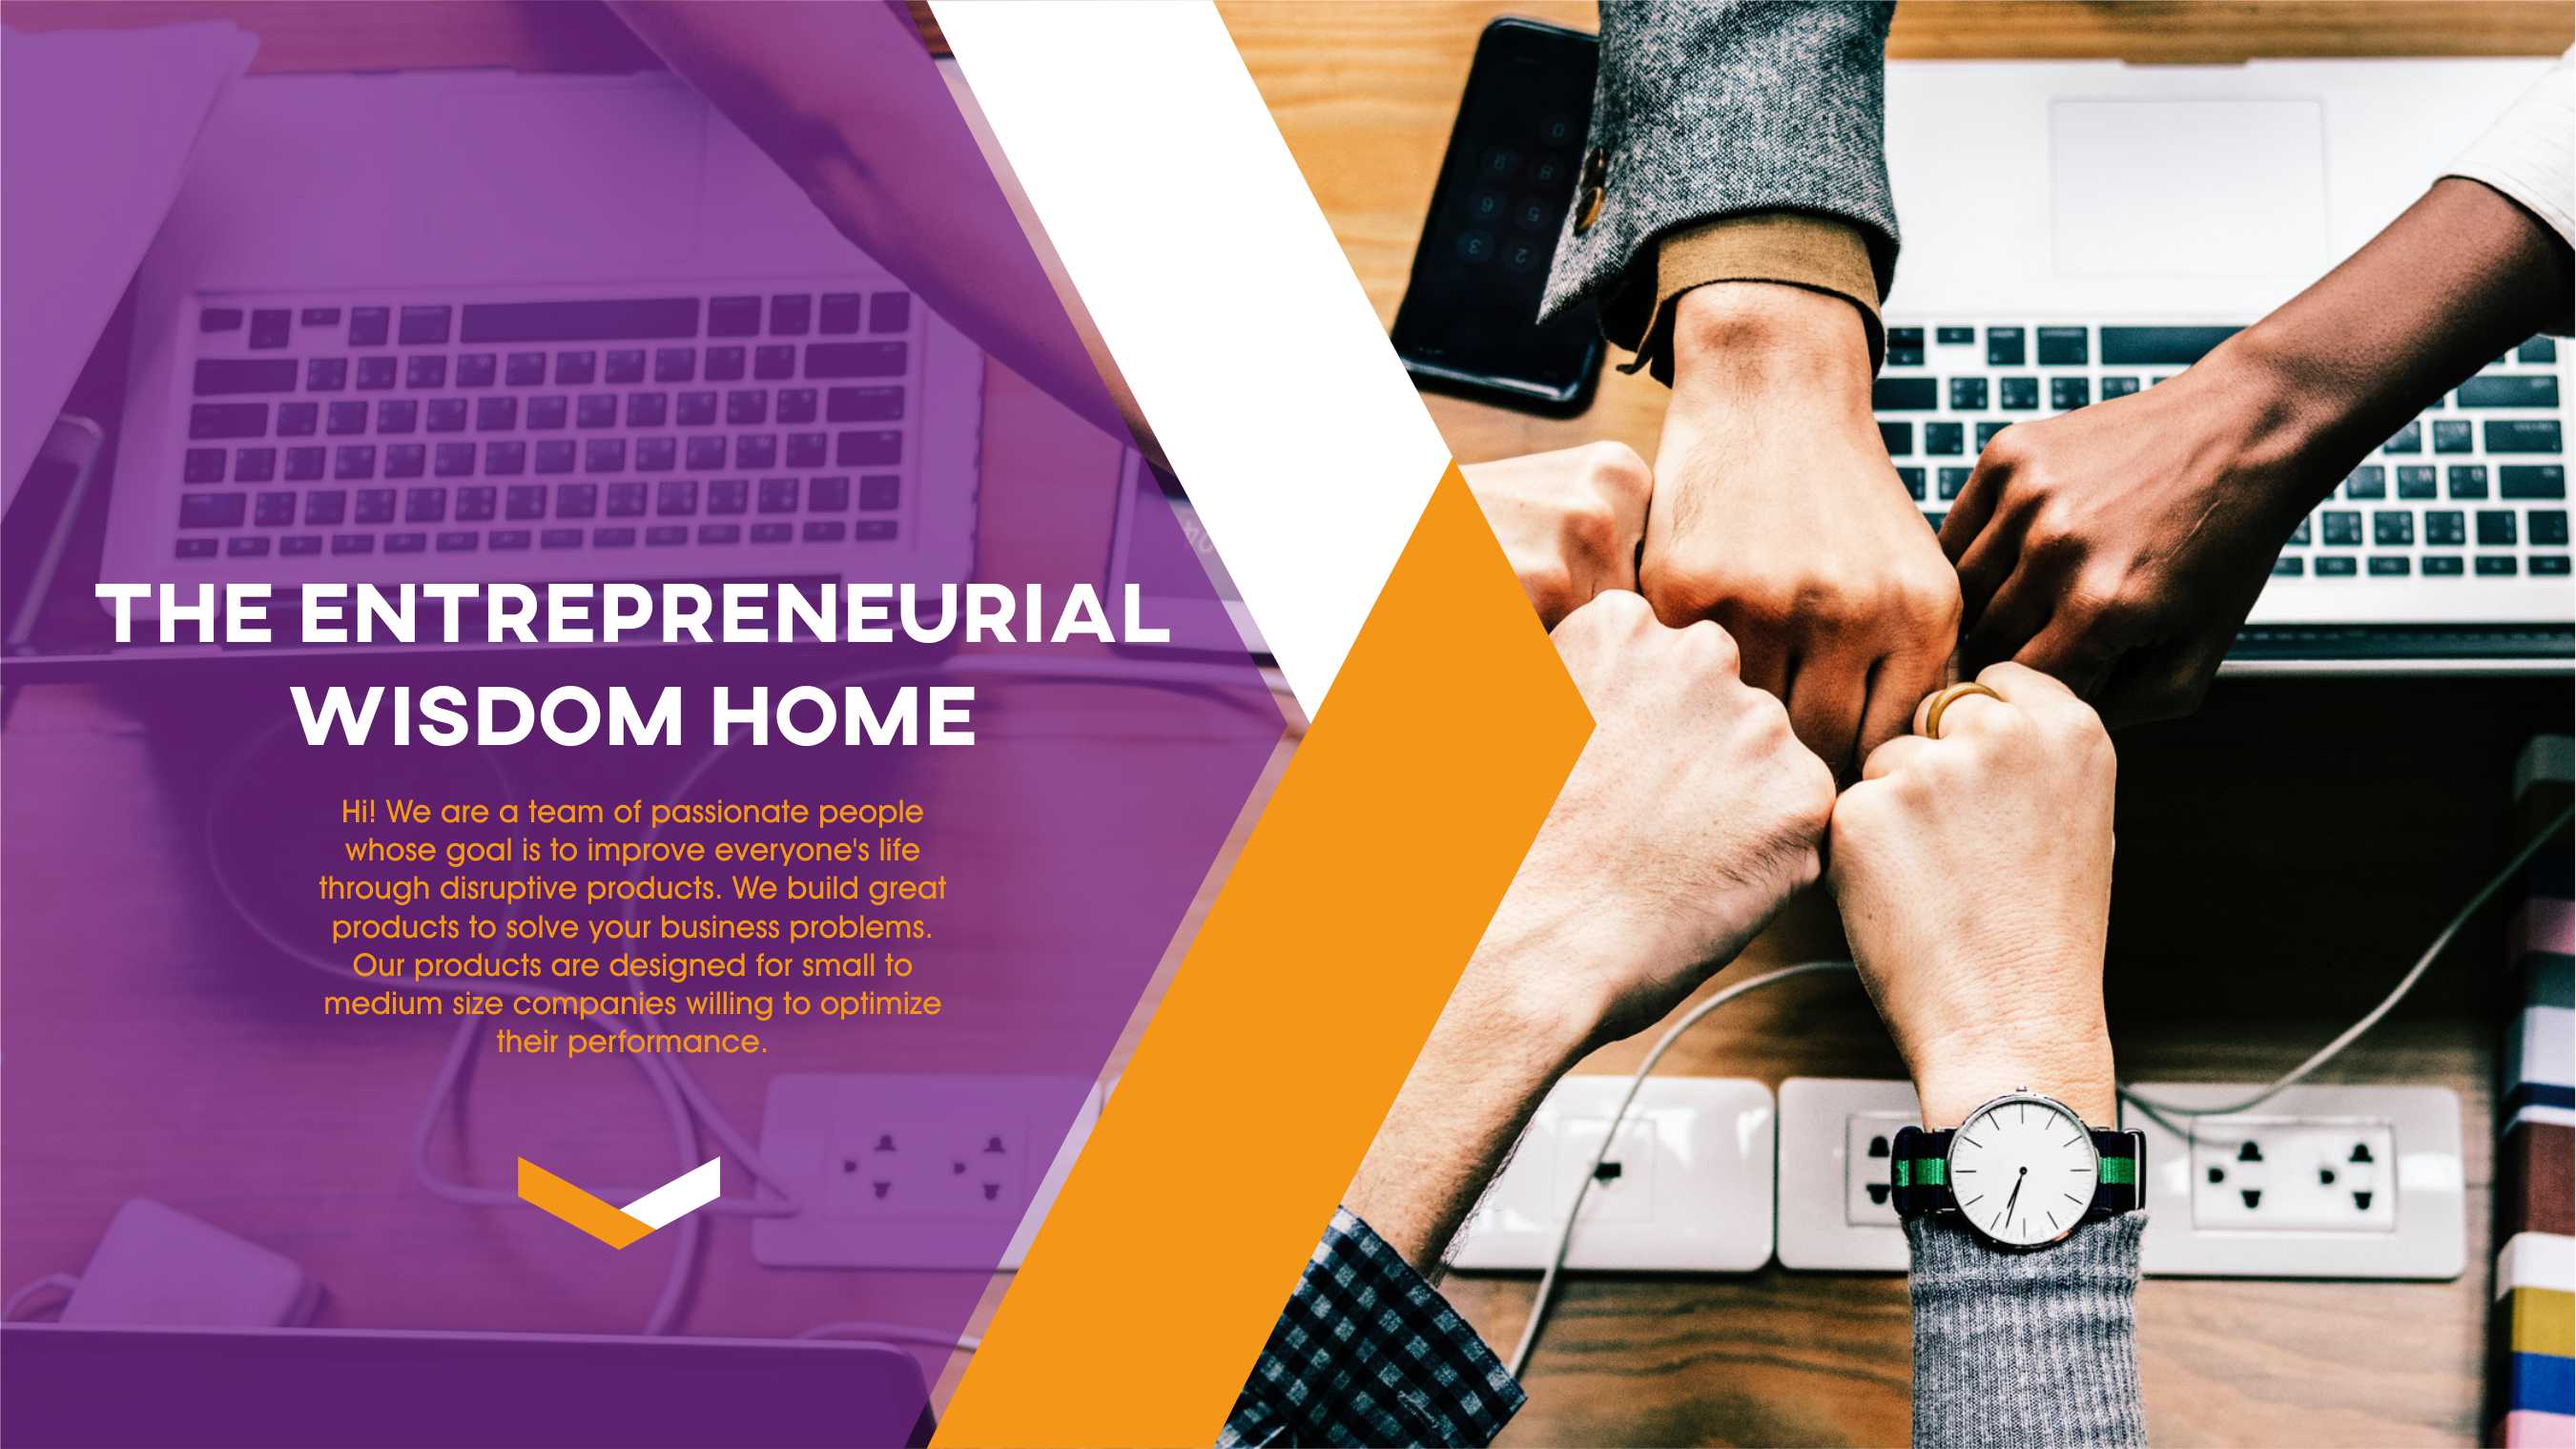 THE ENTREPRENEURIAL
WISDOM HOME
Hi! We are a team of passionate people
whose goal is to improve everyone's life
through disruptive products. We build great
products to solve your business problems.
Our products are designed for small to
medium size companies willing to optimize
their performance.